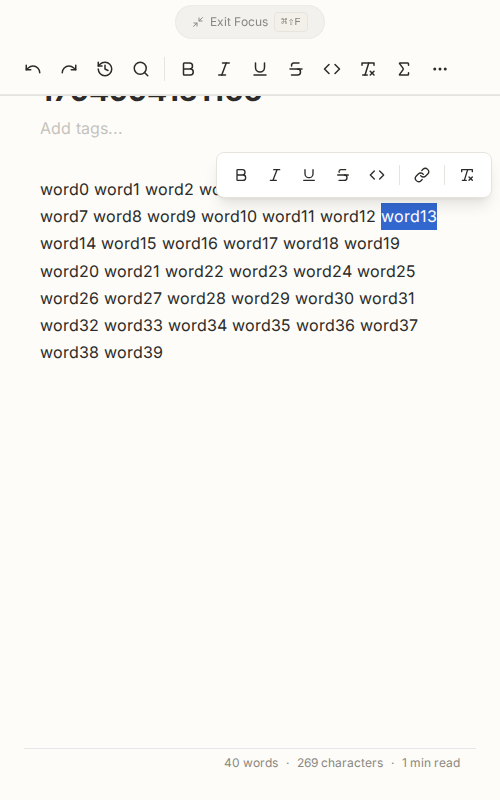 Exit Focus ⌘⇧F
Add tags...
word0 word1 word2
word7 word8 word9 word10 word11 word12 word13
word14 word15 word16 word17 word18 word19
word20 word21 word22 word23 word24 word25
word26 word27 word28 word29 word30 word31
word32 word33 word34 word35 word36 word37
word38 word39
40 words · 269 characters · 1 min read